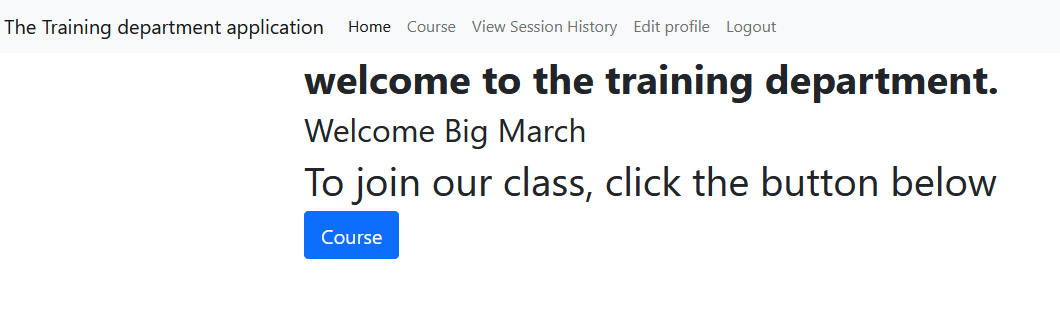 The Training department application Home Course View Session History Edit profile Logout
welcome to the training department.
Welcome Big March
To join our class, click the button below
Course